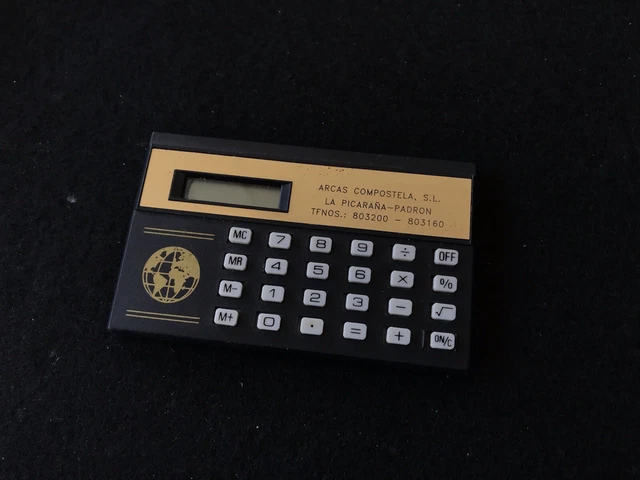 ARCAS COMPOSTELA, S.L.
LA PICARAÑA-PADRON
TFNOS.: 803200 - 803160
MC 7 8 9 ÷ OFF
MR 4 5 6 × %
M- 1 2 3 - √
M+ 0 . = + ON/C